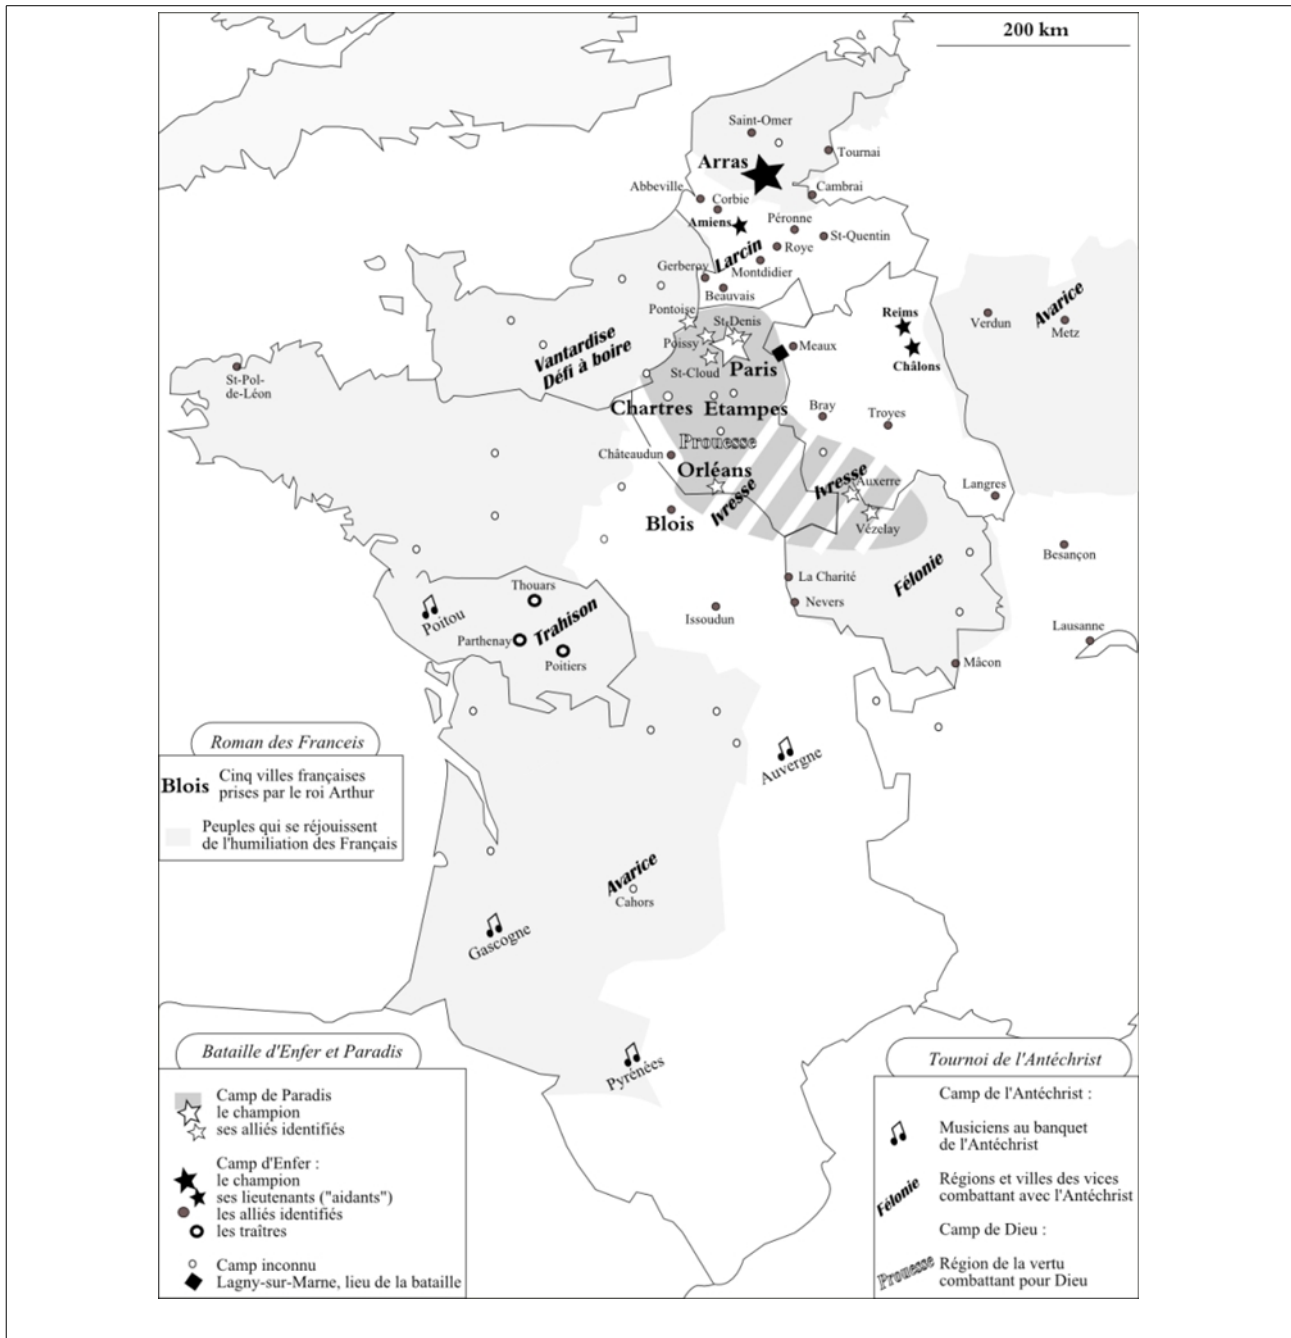 200 km
Saint-Omer
Tournai
Arras
Abbeville
Cambrai
Corbie
Amiens
Péronne
St-Quentin
Larcin
Roye
Gerberoy
Montdidier
Beauvais
Reims
Verdun
Avarice
Metz
Pontoise
St-Denis
Poissy
Meaux
Vantardise
Défi à boire
St-Cloud
Paris
Châlons
St-Pol-
de-Léon
Chartres
Etampes
Bray
Troyes
Prouesse
Châteaudun
Orléans
Ivresse
Ivresse
Auxerre
Langres
Blois
Vézelay
Besançon
Félonie
La Charité
Thouars
Nevers
Poitou
Trahison
Issoudun
Lausanne
Parthenay
Poitiers
Mâcon
Auvergne
Avarice
Cahors
Gascogne
Pyrénées
Roman des Franceis
Blois
Cinq villes françaises
prises par le roi Arthur
Peuples qui se réjouissent
de l'humiliation des Français
Bataille d'Enfer et Paradis
Camp de Paradis
le champion
ses alliés identifiés
Camp d'Enfer :
le champion
ses lieutenants ("aidants")
les alliés identifiés
les traîtres
Camp inconnu
Lagny-sur-Marne, lieu de la bataille
Tournoi de l'Antéchrist
Camp de l'Antéchrist :
Musiciens au banquet
de l'Antéchrist
Félonie
Régions et villes des vices
combattant avec l'Antéchrist
Camp de Dieu :
Prouesse
Région de la vertu
combattant pour Dieu